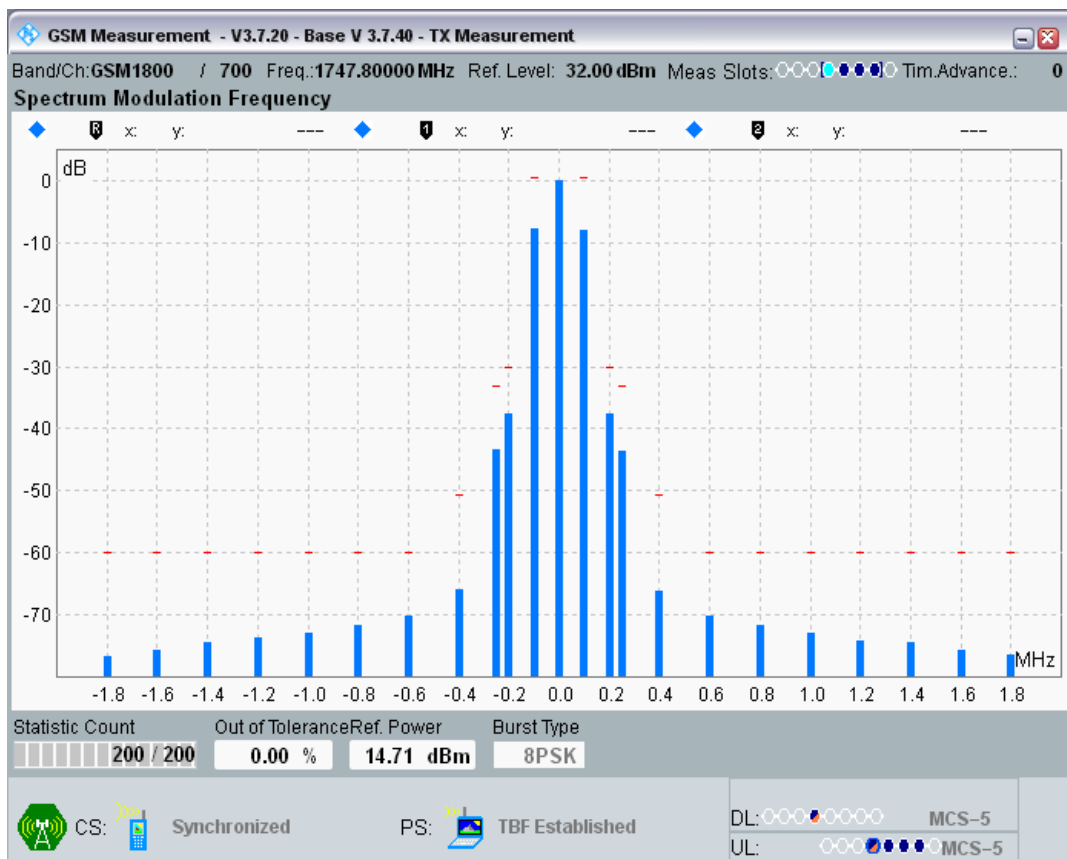 GSM Measurement - V3.7.20 - Base V 3.7.40 - TX Measurement
Band/Ch:GSM1800 / 700 Freq.:1747.80000 MHz Ref. Level: 32.00 dBm Meas Slots: Tim.Advance.: 0
Spectrum Modulation Frequency
R x: y: --- 1 x: y: --- 2 x: y: ---
dB
0
-10
-20
-30
-40
-50
-60
-70
MHz
-1.8 -1.6 -1.4 -1.2 -1.0 -0.8 -0.6 -0.4 -0.2 0.0 0.2 0.4 0.6 0.8 1.0 1.2 1.4 1.6 1.8
Statistic Count Out of Tolerance Ref. Power Burst Type
200 / 200 0.00 % 14.71 dBm 8PSK
CS: Synchronized PS: TBF Established
DL: MCS-5
UL: MCS-5